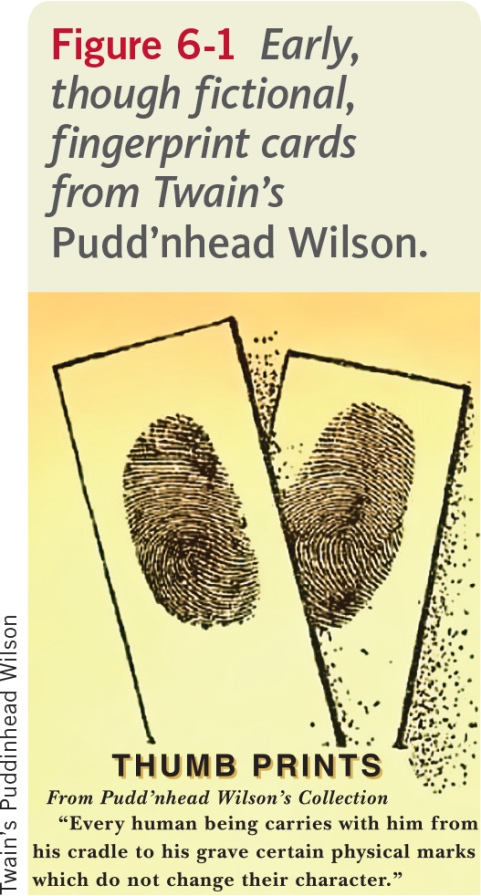 Figure 6-1 Early,
though fictional,
fingerprint cards
from Twain’s
Pudd’nhead Wilson.
THUMB PRINTS
From Pudd’nhead Wilson’s Collection
“Every human being carries with him from
his cradle to his grave certain physical marks
which do not change their character.”
Twain’s Puddinhead Wilson